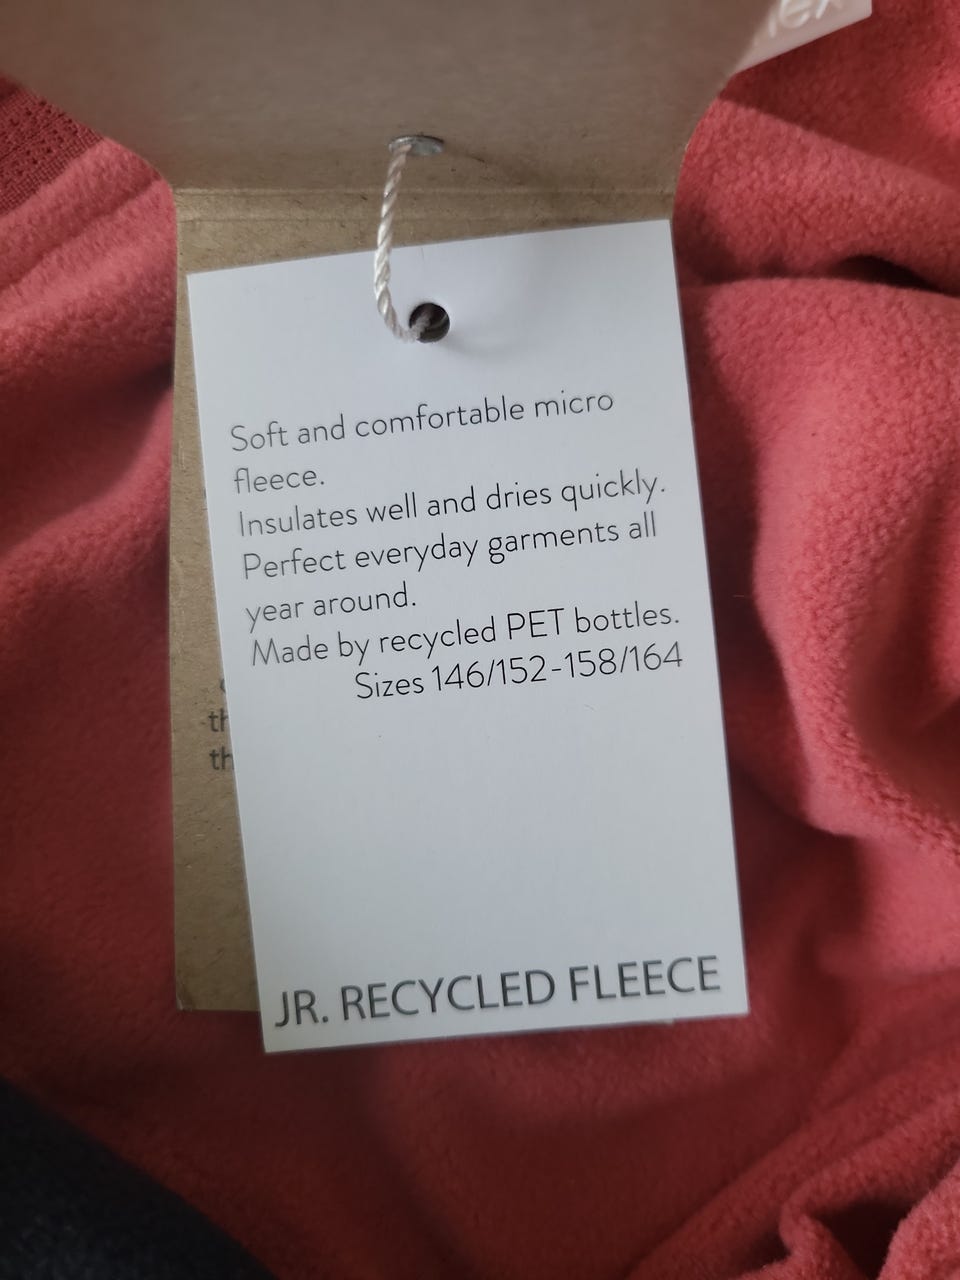 Soft and comfortable micro
fleece.
Insulates well and dries quickly.
Perfect everyday garments all
year around.
Made by recycled PET bottles.
Sizes 146/152-158/164
JR. RECYCLED FLEECE